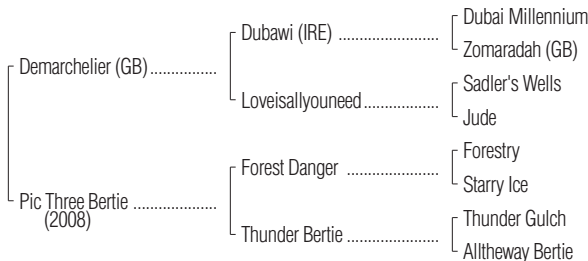 Dubai Millennium
Dubawi (IRE) ....................
Zomaradah (GB)
Demarchelier (GB)...............
Sadler's Wells
Loveisallyouneed.................
Jude
Forestry
Forest Danger ..................
Starry Ice
Pic Three Bertie ..................
(2008)
Thunder Gulch
Thunder Bertie ....................
Alltheway Bertie